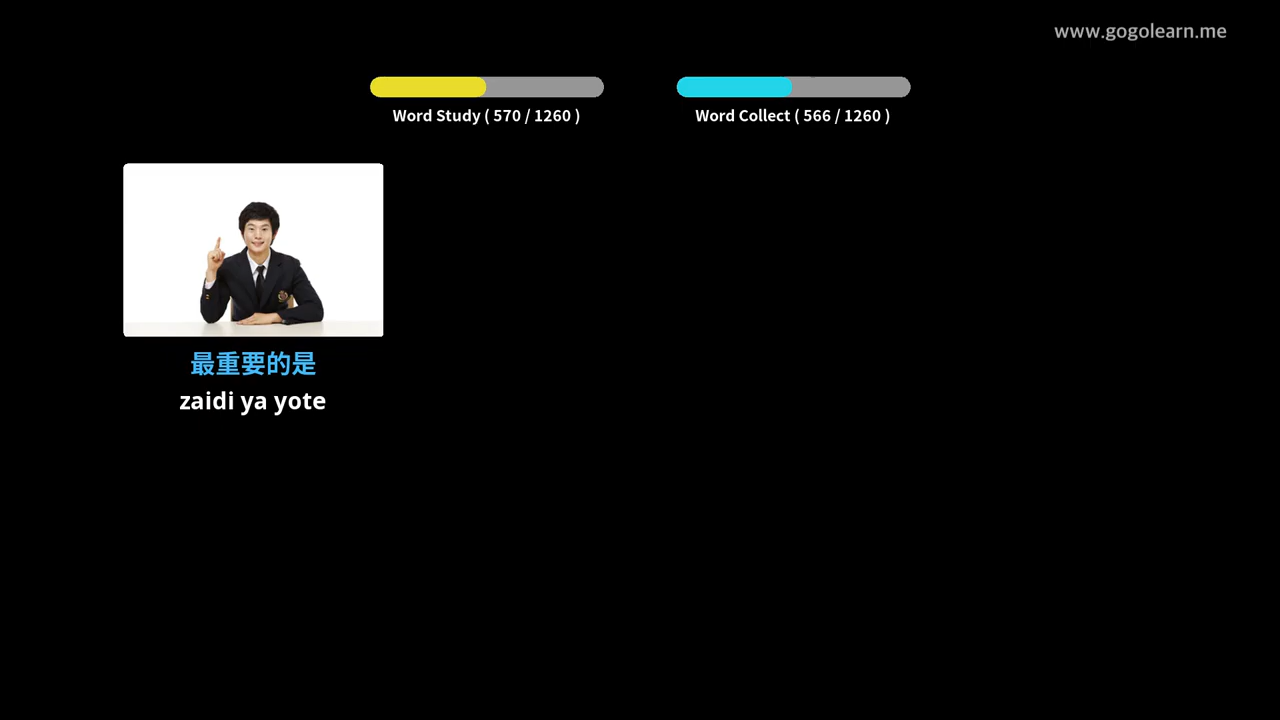 www.gogolearn.me
Word Study ( 570 / 1260 )
Word Collect ( 566 / 1260 )
最重要的是
zaidi ya yote